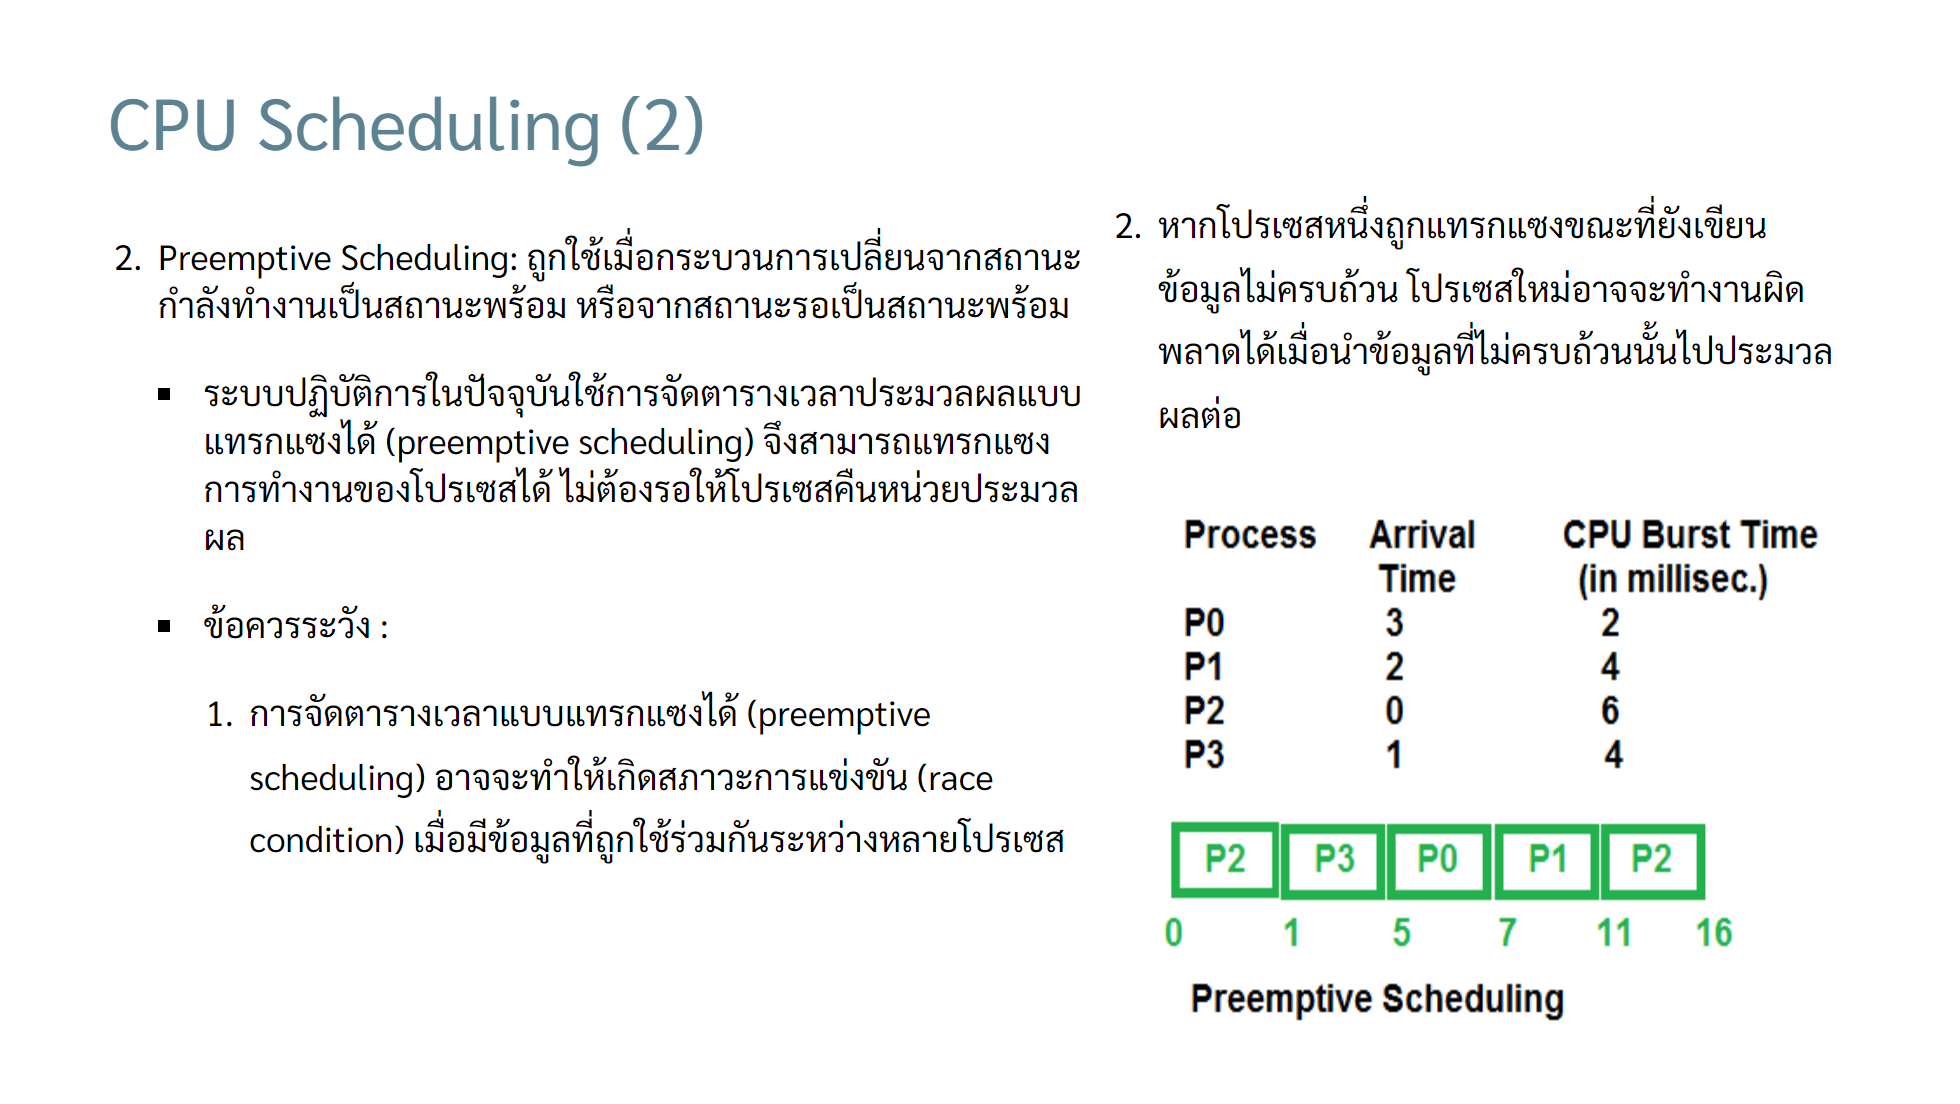 CPU Scheduling (2)
2. Preemptive Scheduling: ถูกใช้เมื่อกระบวนการเปลี่ยนจากสถานะ
กำลังทำงานเป็นสถานะพร้อม หรือจากสถานะรอเป็นสถานะพร้อม
▪ ระบบปฏิบัติการในปัจจุบันใช้การจัดตารางเวลาประมวลผลแบบ
แทรกแซงได้ (preemptive scheduling) จึงสามารถแทรกแซง
การทำงานของโปรเซสได้ ไม่ต้องรอให้โปรเซสคืนหน่วยประมวล
ผล
▪ ข้อควรระวัง :
1. การจัดตารางเวลาแบบแทรกแซงได้ (preemptive
scheduling) อาจจะทำให้เกิดสภาวะการแข่งขัน (race
condition) เมื่อมีข้อมูลที่ถูกใช้ร่วมกันระหว่างหลายโปรเซส
2. หากโปรเซสหนึ่งถูกแทรกแซงขณะที่ยังเขียน
ข้อมูลไม่ครบถ้วน โปรเซสใหม่อาจจะทำงานผิด
พลาดได้เมื่อนำข้อมูลที่ไม่ครบถ้วนนั้นไปประมวล
ผลต่อ
Process Arrival CPU Burst Time
Time (in millisec.)
P0 3 2
P1 2 4
P2 0 6
P3 1 4
P2 P3 P0 P1 P2
0 1 5 7 11 16
Preemptive Scheduling